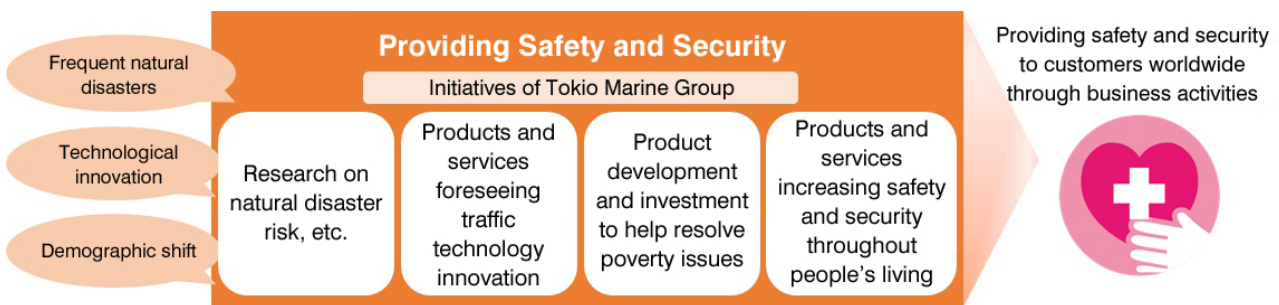 Frequent natural
disasters
Technological
innovation
Demographic shift
Providing Safety and Security
Initiatives of Tokio Marine Group
Research on
natural disaster
risk, etc.
Products and
services
foreseeing
traffic
technology
innovation
Product
development
and investment
to help resolve
poverty issues
Products and
services
increasing safety
and security
throughout
people's living
Providing safety and security
to customers worldwide
through business activities